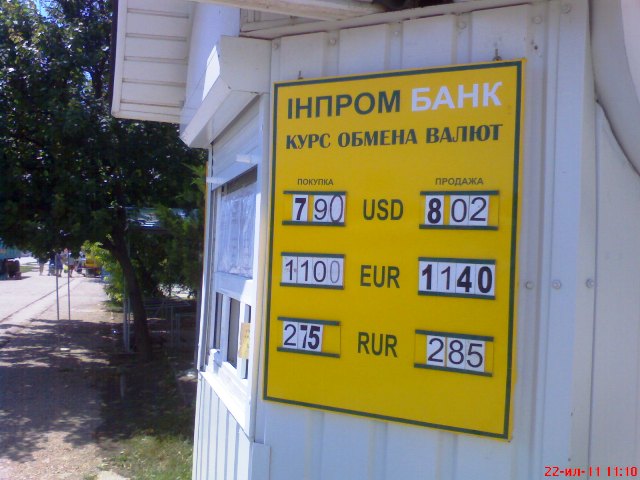 ІНПРОМ БАНК
КУРС ОБМЕНА ВАЛЮТ
ПОКУПКА ПРОДАЖА
7 90 USD 8 02
1100 EUR 1140
275 RUR 285
22-ил-11 11:10